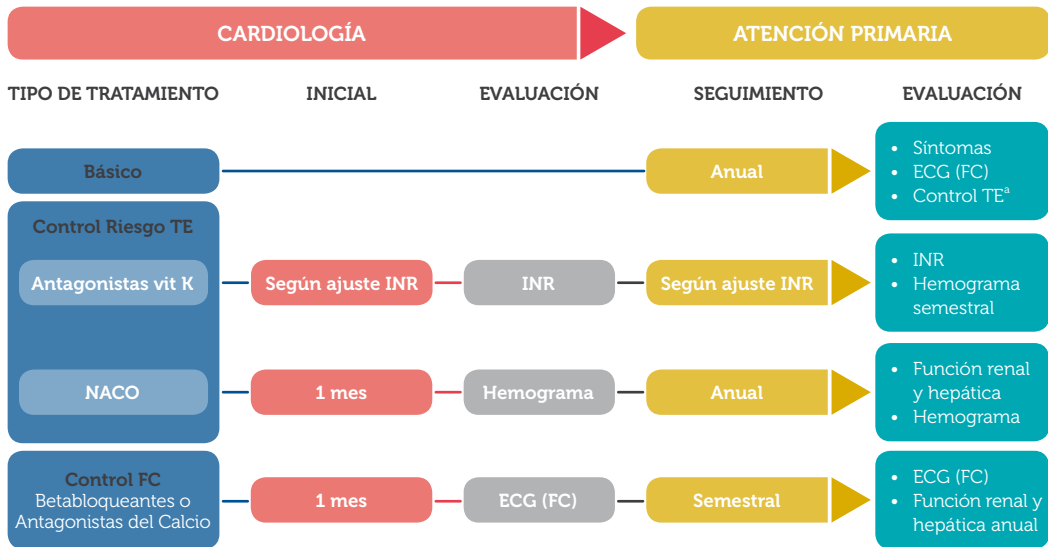 CARDIOLOGÍA
ATENCIÓN PRIMARIA
TIPO DE TRATAMIENTO
INICIAL
EVALUACIÓN
SEGUIMIENTO
EVALUACIÓN
Básico
Anual
• Síntomas
• ECG (FC)
• Control TEª
Control Riesgo TE
Antagonistas vit K
Según ajuste INR
INR
Según ajuste INR
• INR
• Hemograma
semestral
NACO
1 mes
Hemograma
Anual
• Función renal
y hepática
• Hemograma
Control FC
Betabloqueantes o
Antagonistas del Calcio
1 mes
ECG (FC)
Semestral
• ECG (FC)
• Función renal y
hepática anual